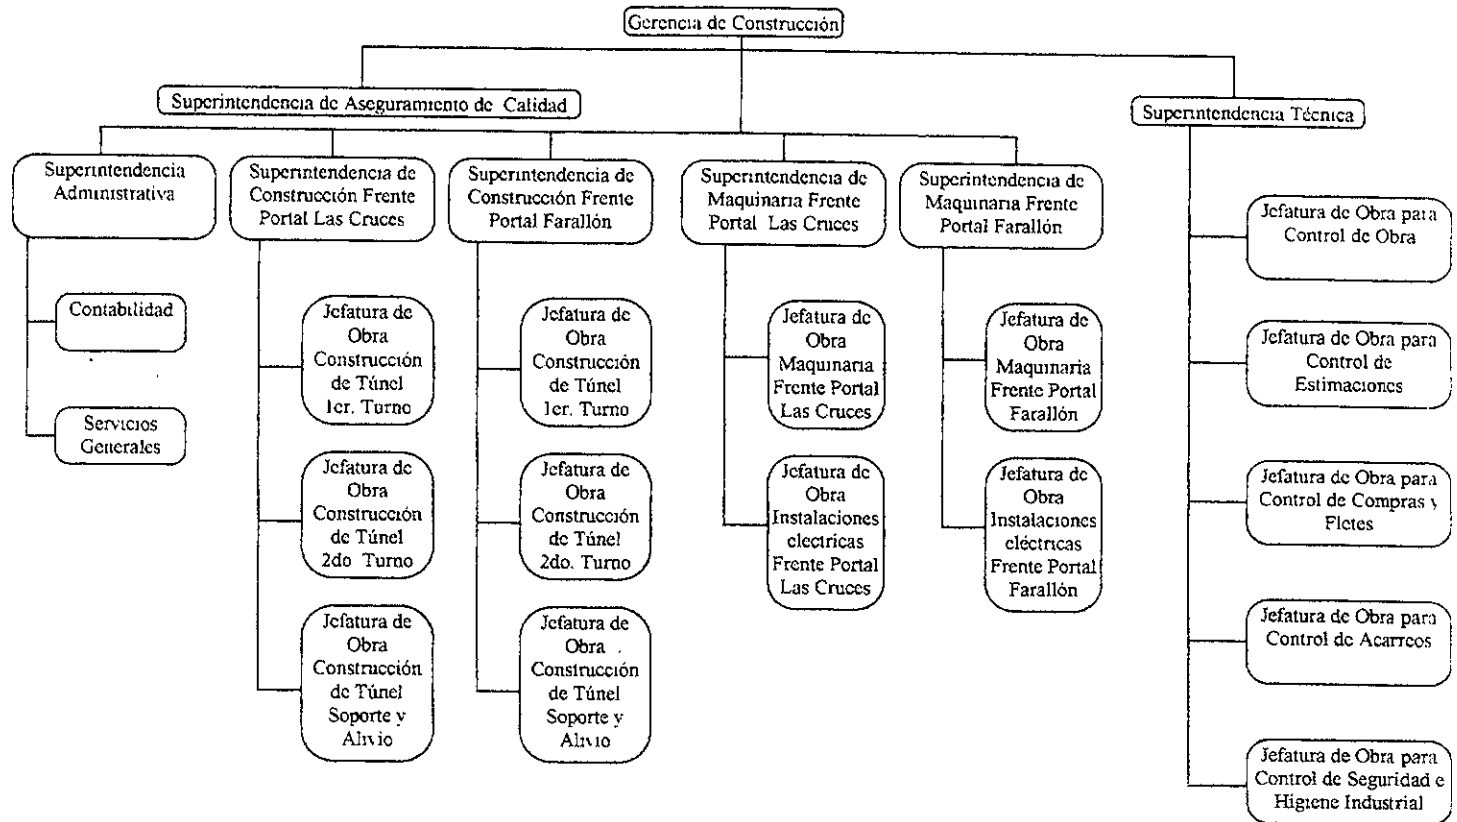 Gerencia de Construcción
Superintendencia de Aseguramiento de Calidad
Superintendencia Técnica
Superintendencia
Administrativa
Superintendencia de
Construcción Frente
Portal Las Cruces
Superintendencia de
Construcción Frente
Portal Farallón
Superintendencia de
Maquinaria Frente
Portal Las Cruces
Superintendencia de
Maquinaria Frente
Portal Farallón
Contabilidad
Servicios
Generales
Jefatura de
Obra
Construcción
de Túnel
1er. Turno
Jefatura de
Obra
Construcción
de Túnel
2do Turno
Jefatura de
Obra
Construcción
de Túnel
Soporte y
Alivio
Jefatura de
Obra
Construcción
de Túnel
1er. Turno
Jefatura de
Obra
Construcción
de Túnel
2do. Turno
Jefatura de
Obra
Construcción
de Túnel
Soporte y
Alivio
Jefatura de
Obra
Maquinaria
Frente Portal
Las Cruces
Jefatura de
Obra
Instalaciones
electricas
Frente Portal
Las Cruces
Jefatura de
Obra
Maquinaria
Frente Portal
Farallón
Jefatura de
Obra
Instalaciones
eléctricas
Frente Portal
Farallón
Jefatura de Obra para
Control de Obra
Jefatura de Obra para
Control de
Estimaciones
Jefatura de Obra para
Control de Compras y
Fletes
Jefatura de Obra para
Control de Acarreos
Jefatura de Obra para
Control de Seguridad e
Higiene Industrial